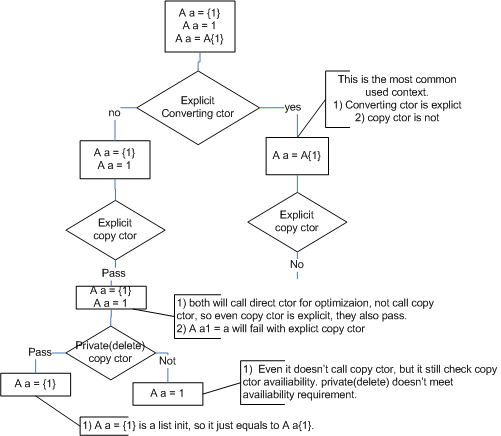 A a = {1}
A a = 1
A a = A{1}
Explicit
Converting ctor
no
yes
This is the most common
used context.
1) Converting ctor is explict
2) copy ctor is not
A a = {1}
A a = 1
A a = A{1}
Explicit
copy ctor
Explicit
copy ctor
No
Pass
A a = {1}
A a = 1
1) both will call direct ctor for optimizaion, not call copy
ctor, so even copy ctor is explicit, they also pass.
2) A a1 = a will fail with explict copy ctor
Private(delete)
copy ctor
Pass
Not
A a = {1}
A a = 1
1) Even it doesn't call copy ctor, but it still check copy
ctor availiability. private(delete) doesn't meet
availiability requirement.
1) A a = {1} is a list init, so it just equals to A a{1}.